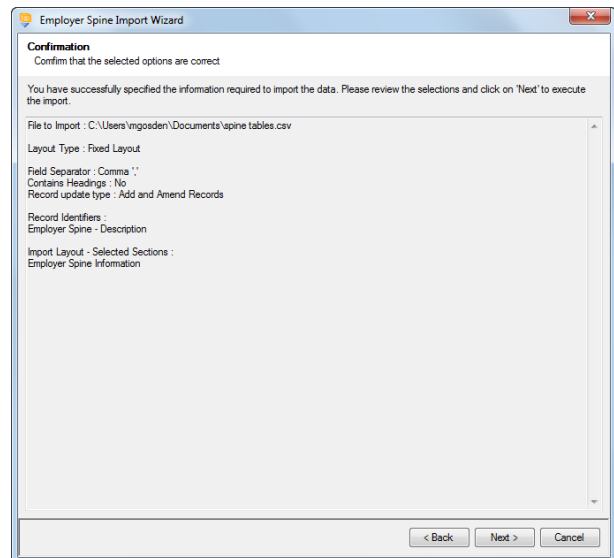 Employer Spine Import Wizard
Confirmation
Comfirm that the selected options are correct
You have successfully specified the information required to import the data. Please review the selections and click on 'Next' to execute
the import.
File to Import : C:\Users\mgosden\Documents\spine tables.csv
Layout Type : Fixed Layout
Field Separator : Comma ','
Contains Headings : No
Record update type : Add and Amend Records
Record Identifiers :
Employer Spine - Description
Import Layout - Selected Sections :
Employer Spine Information
< Back Next > Cancel